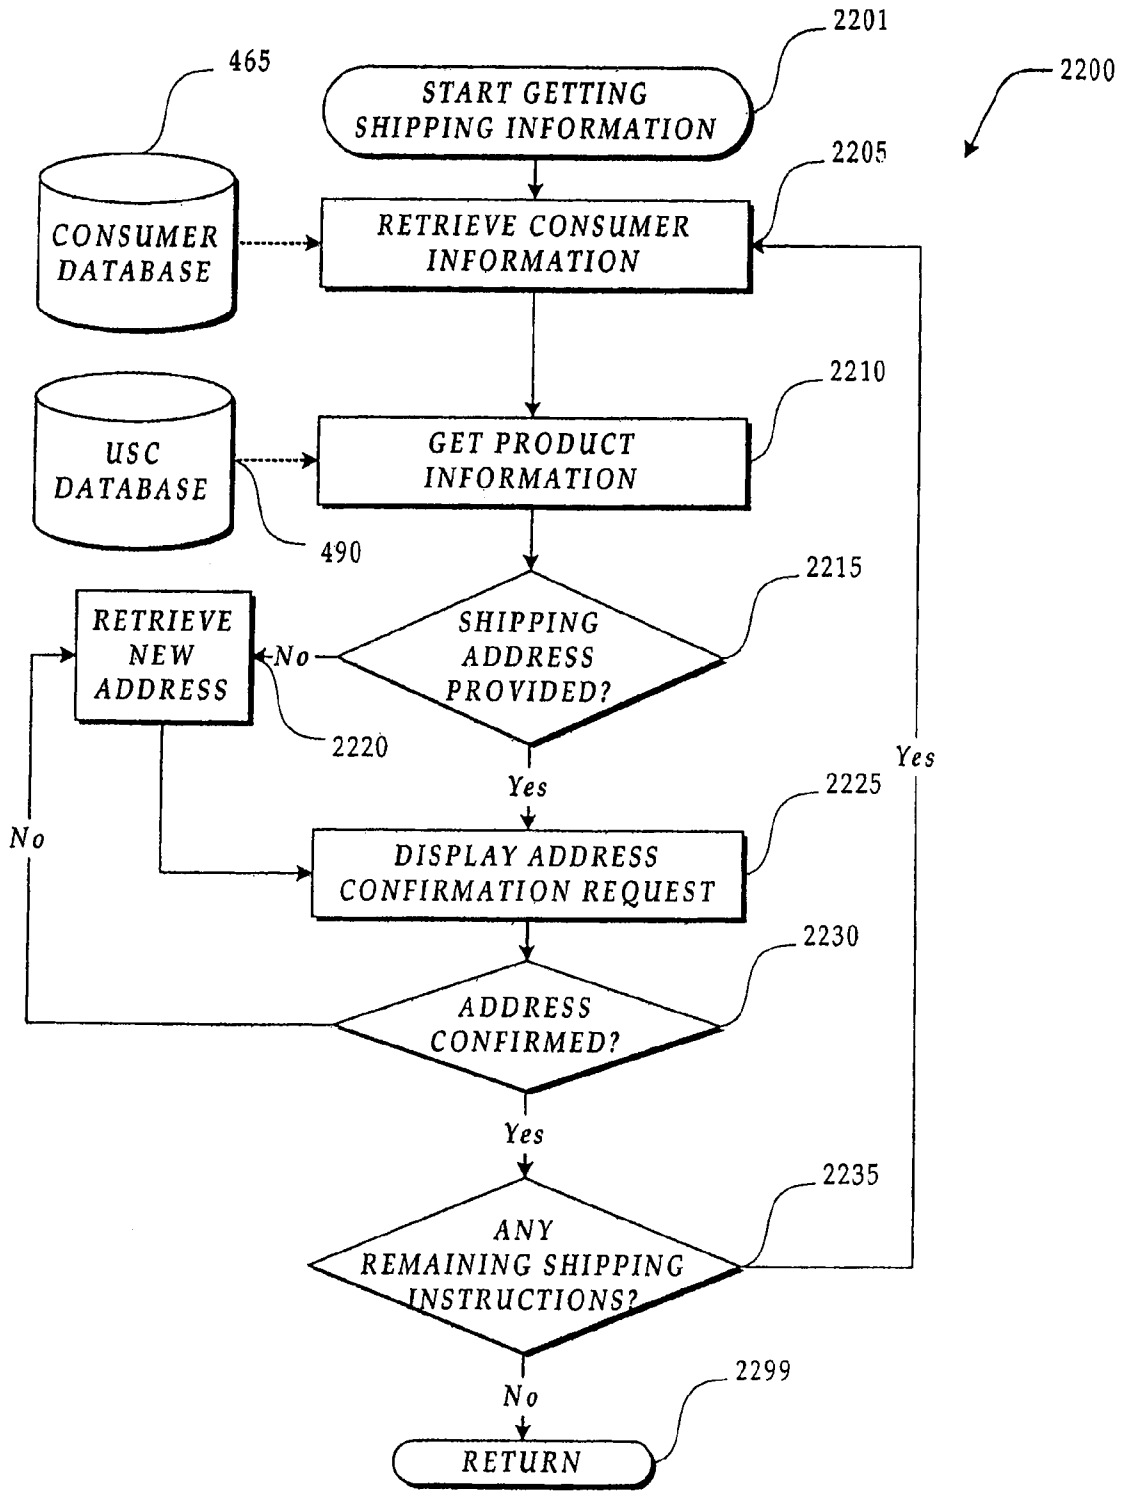 2201
2200
465
START GETTING
SHIPPING INFORMATION
2205
CONSUMER
DATABASE
RETRIEVE CONSUMER
INFORMATION
2210
USC
DATABASE
GET PRODUCT
INFORMATION
490
2215
RETRIEVE
NEW
ADDRESS
No
SHIPPING
ADDRESS
PROVIDED?
2220
Yes
Yes
2225
No
DISPLAY ADDRESS
CONFIRMATION REQUEST
2230
ADDRESS
CONFIRMED?
Yes
2235
ANY
REMAINING SHIPPING
INSTRUCTIONS?
2299
No
RETURN